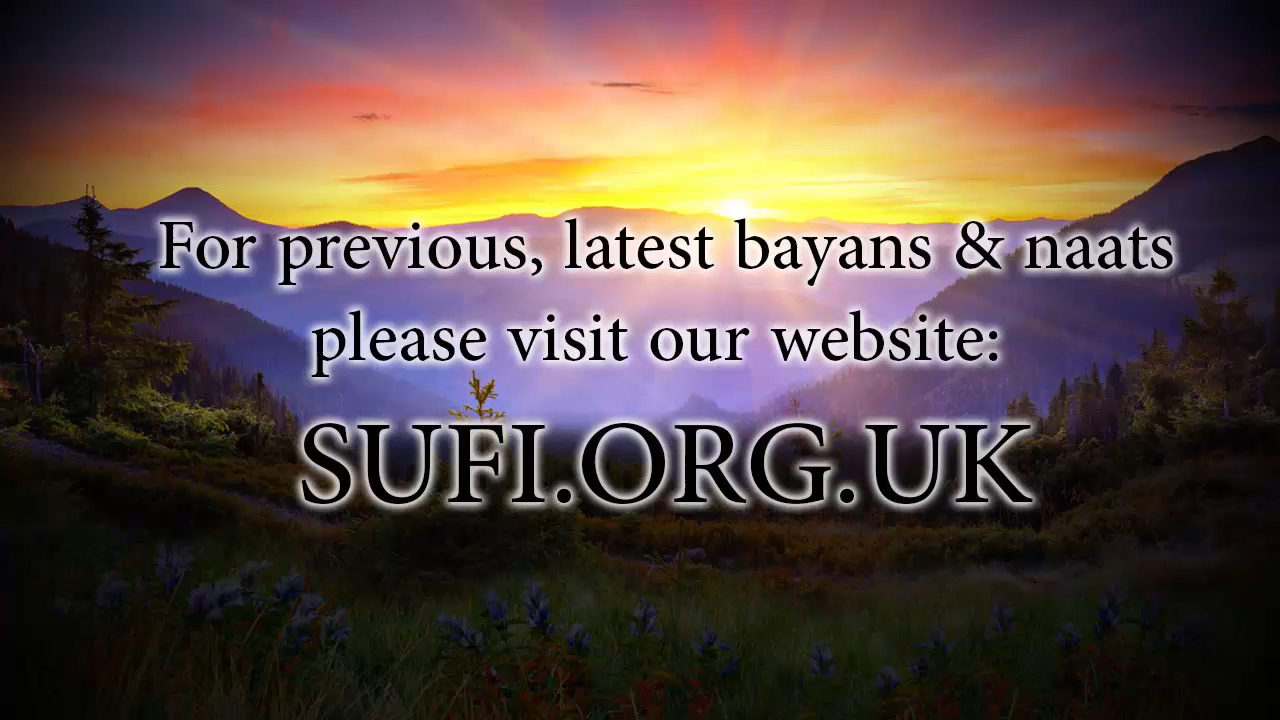 For previous, latest bayans & naats
please visit our website:
SUFI.ORG.UK